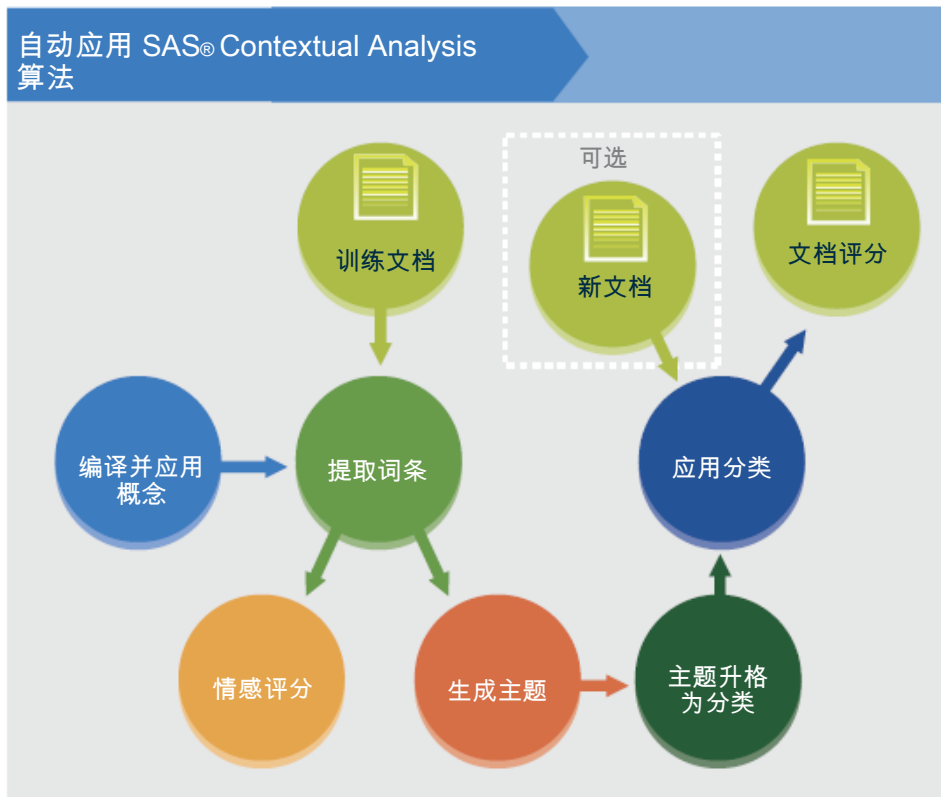 自动应用 SAS® Contextual Analysis
算法
可选
训练文档
新文档
文档评分
编译并应用
概念
提取词条
应用分类
情感评分
生成主题
主题升格
为分类